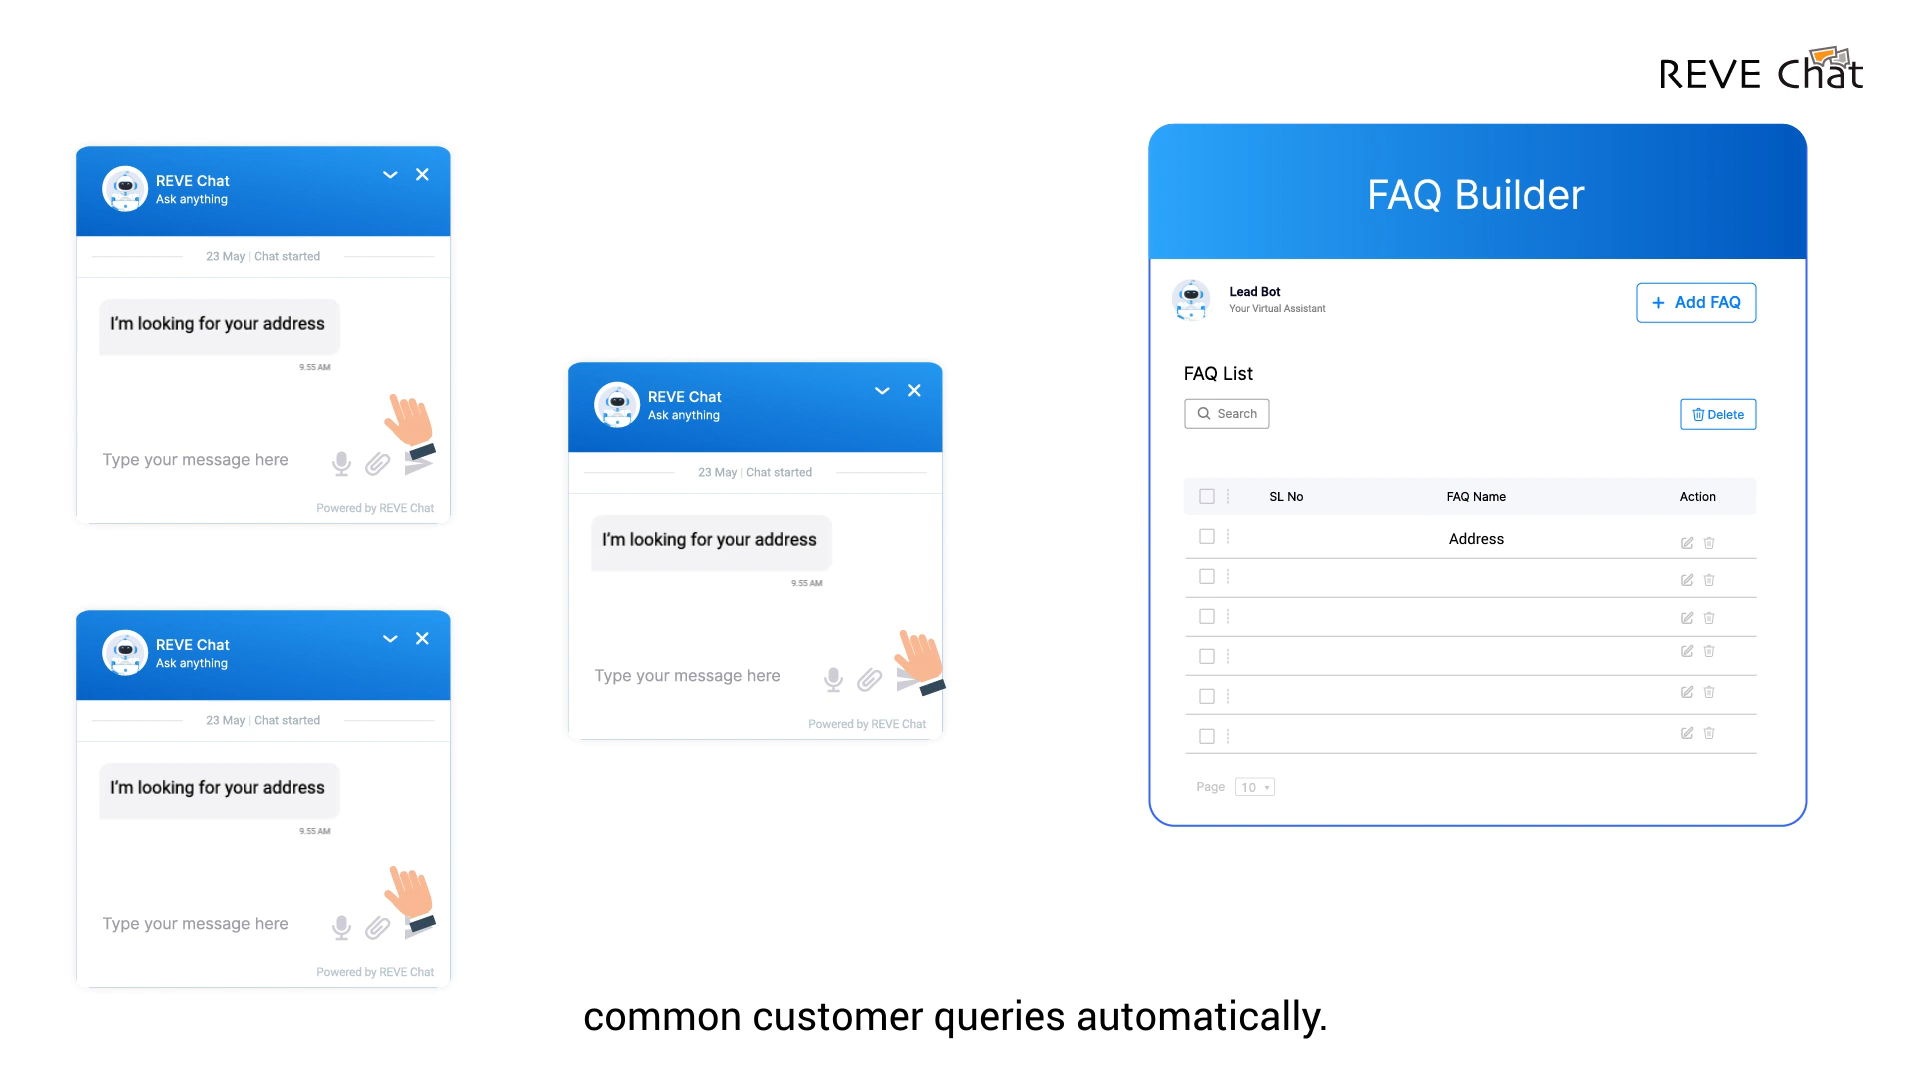 REVE Chat
REVE Chat
Ask anything
23 May | Chat started
I'm looking for your address
9.55 AM
Type your message here
Powered by REVE Chat
REVE Chat
Ask anything
23 May | Chat started
I'm looking for your address
9.55 AM
Type your message here
Powered by REVE Chat
REVE Chat
Ask anything
23 May | Chat started
I'm looking for your address
9.55 AM
Type your message here
Powered by REVE Chat
FAQ Builder
Lead Bot
Your Virtual Assistant
+ Add FAQ
FAQ List
Search
Delete
SL No FAQ Name Action
Address
Page 10
common customer queries automatically.